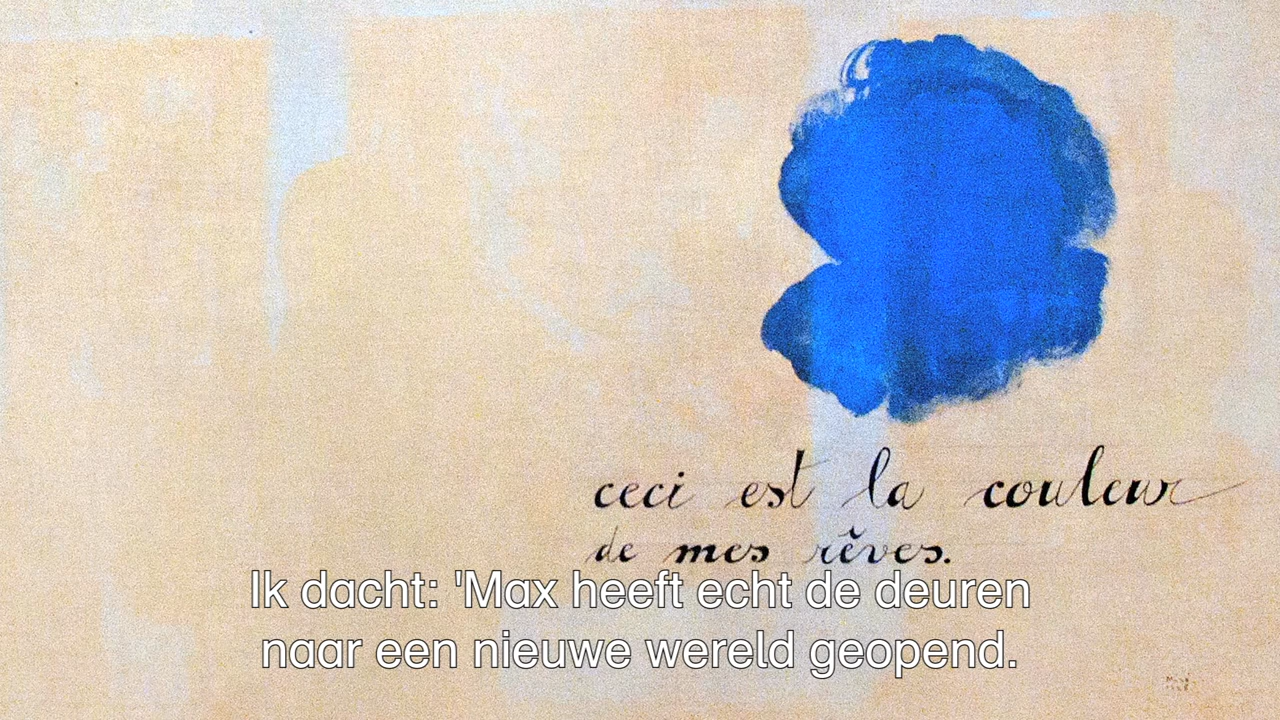 ceci est la couleur
de mes rêves.
Ik dacht: 'Max heeft echt de deuren
naar een nieuwe wereld geopend.